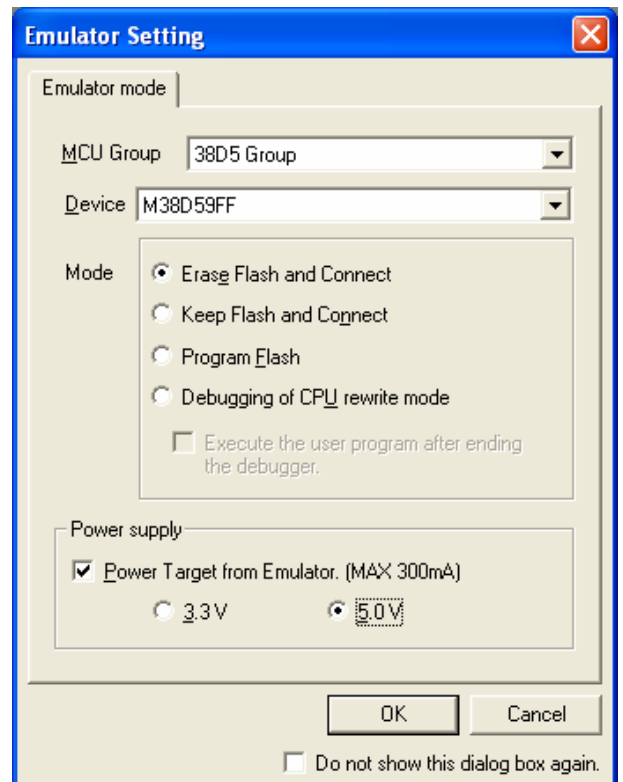 Emulator Setting
Emulator mode
MCU Group 38D5 Group
Device M38D59FF
Mode Erase Flash and Connect
Keep Flash and Connect
Program Flash
Debugging of CPU rewrite mode
Execute the user program after ending
the debugger.
Power supply
Power Target from Emulator. (MAX 300mA)
3.3 V 5.0 V
OK Cancel
Do not show this dialog box again.